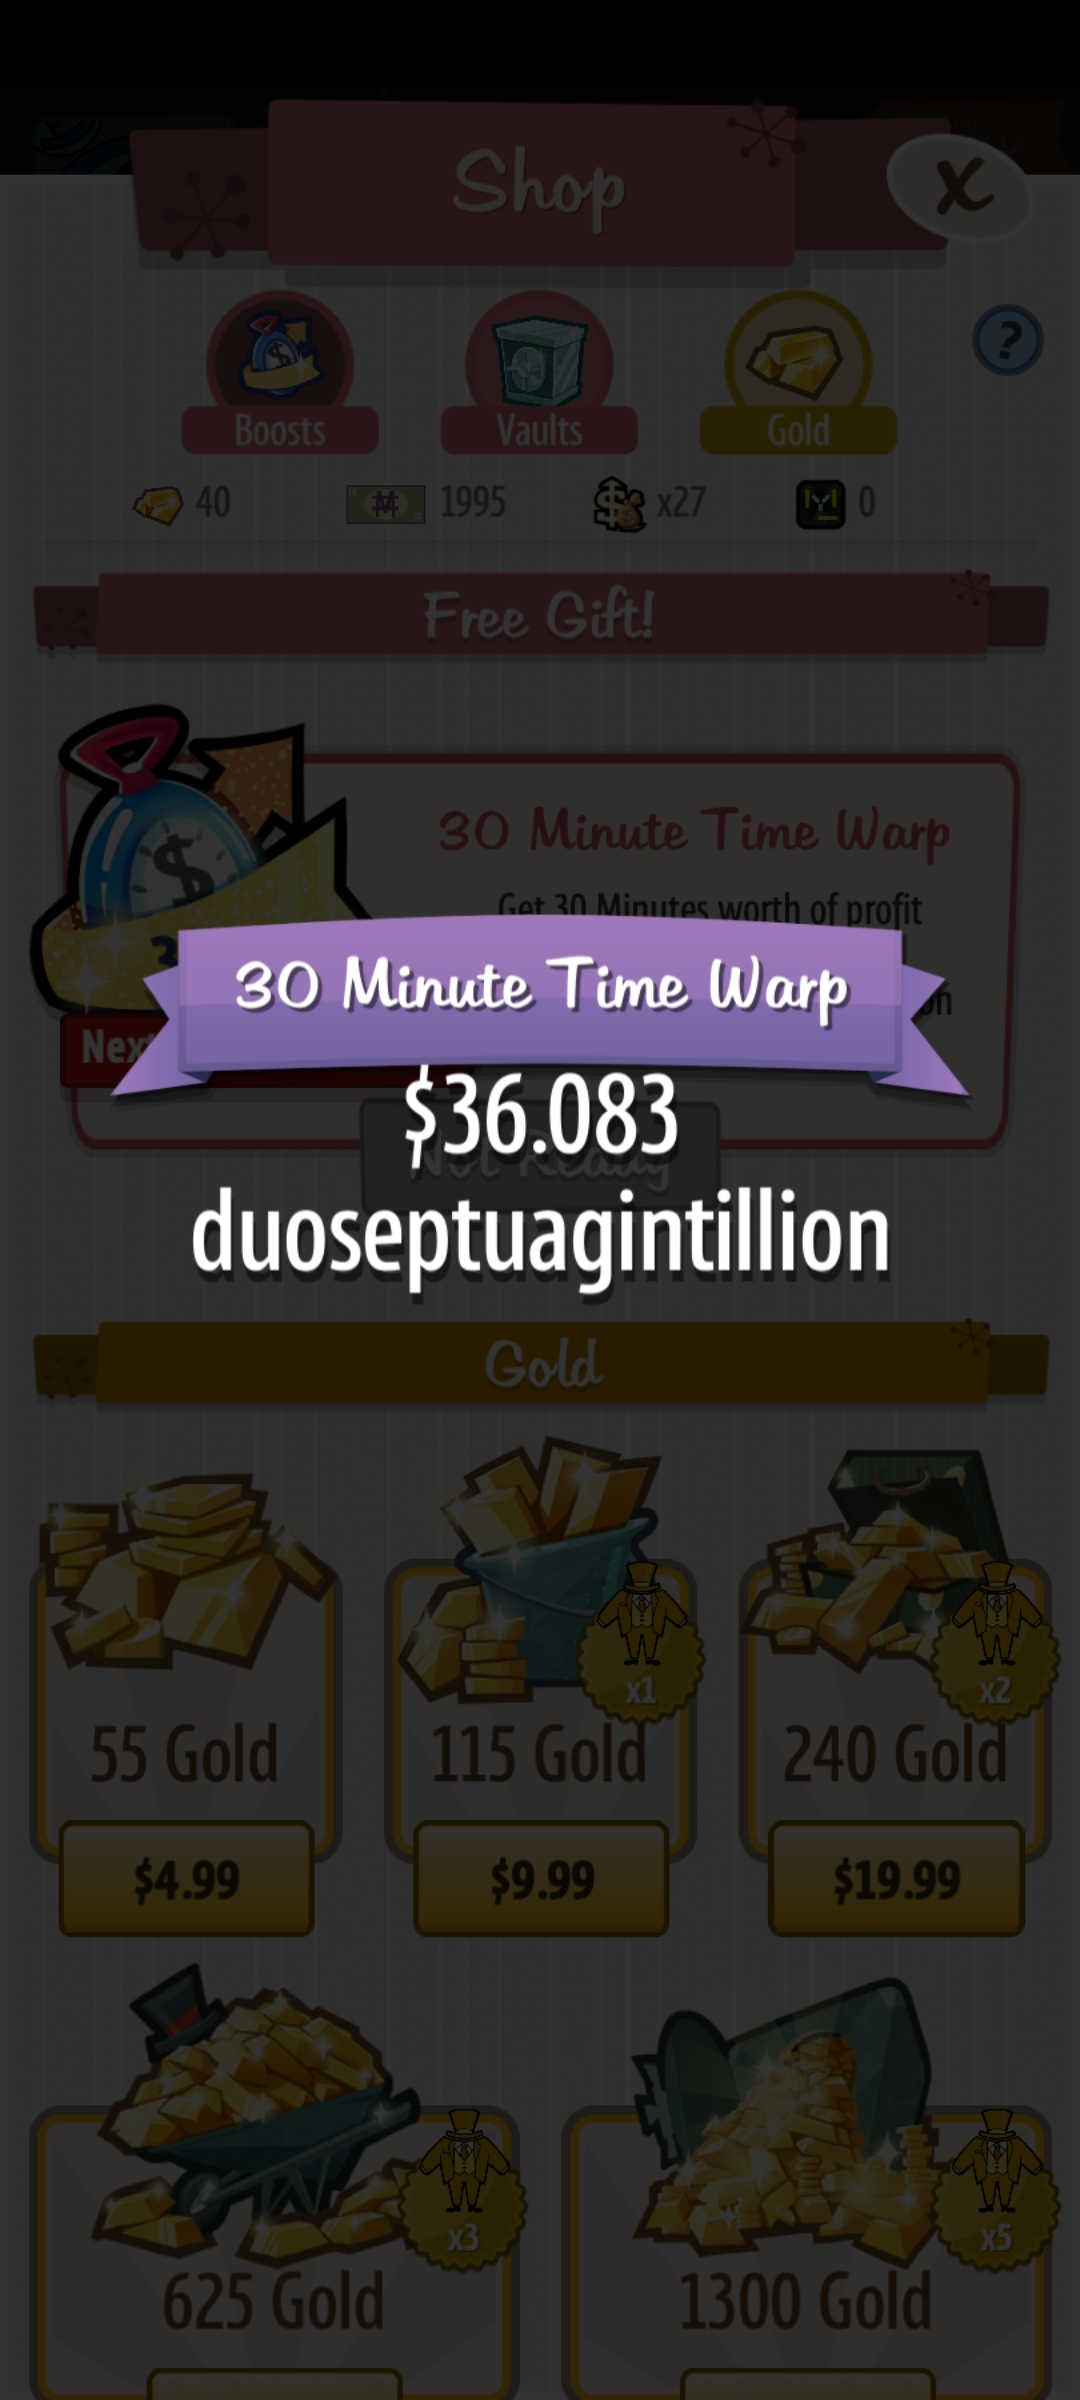 Shop
X
?
Boosts
Vaults
Gold
40
1995
x27
0
Free Gift!
30 Minute Time Warp
Get 30 Minutes worth of profit
30 Minute Time Warp
$36.083
duoseptuagintillion
Not Ready
Gold
x1
x2
55 Gold
115 Gold
240 Gold
$4.99
$9.99
$19.99
x3
x5
625 Gold
1300 Gold